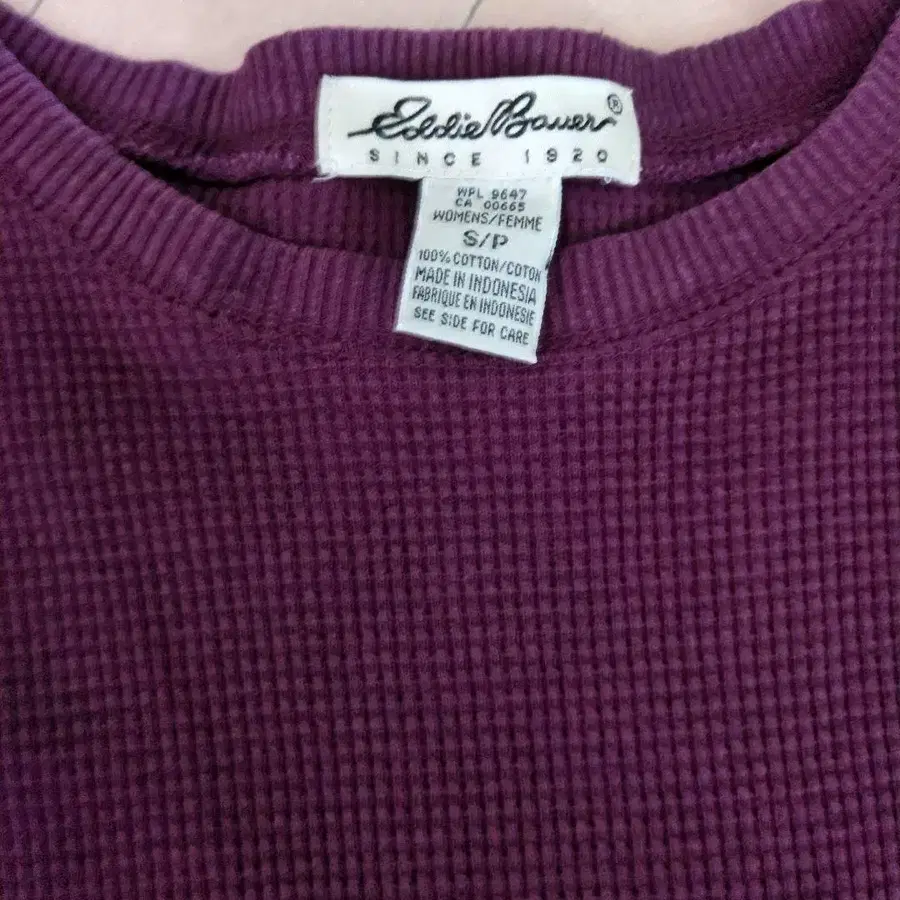 Eddie Bauer®
SINCE 1920
WPL 9647
CA 00665
WOMENS/FEMME
S/P
100% COTTON/COTON
MADE IN INDONESIA
FABRIQUE EN INDONESIE
SEE SIDE FOR CARE